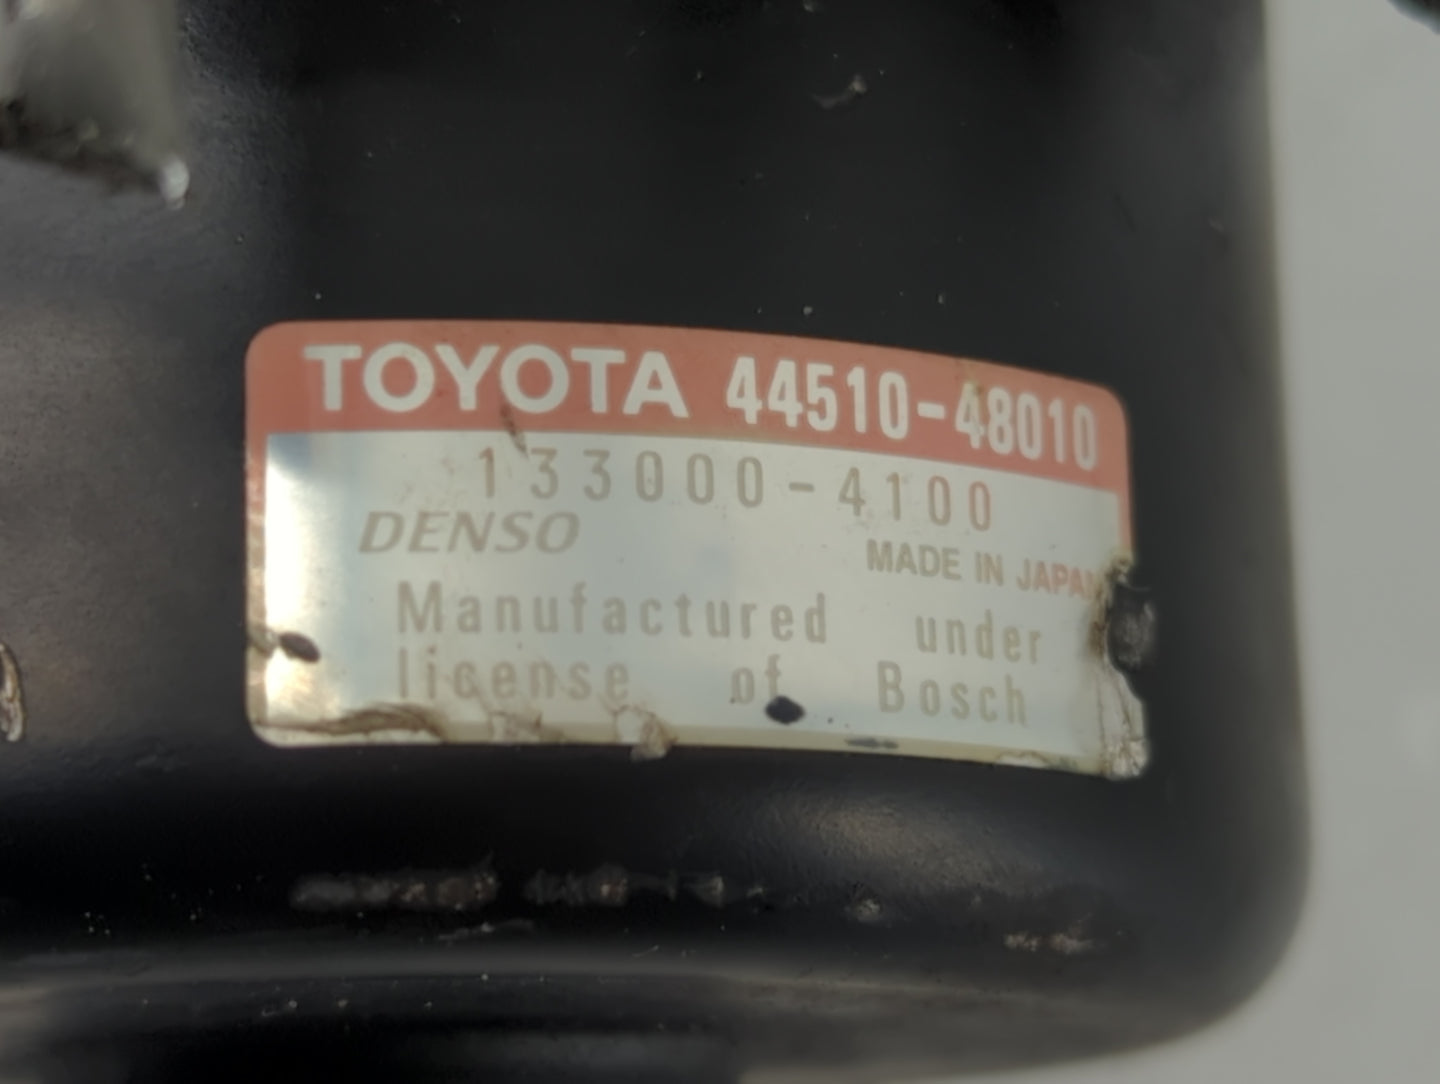 TOYOTA 44510-48010
133000-4100
DENSO
MADE IN JAPAN
Manufactured under
license of Bosch